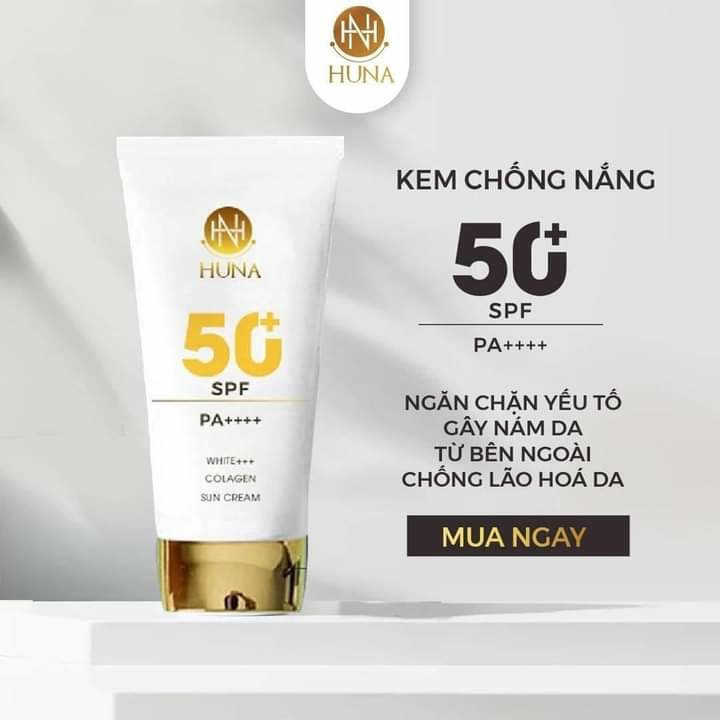 HUNA
KEM CHỐNG NẮNG
50+
SPF
PA++++
NGĂN CHẶN YẾU TỐ
GÂY NÁM DA
TỪ BÊN NGOÀI
CHỐNG LÃO HOÁ DA
MUA NGAY
HUNA
50+
SPF
PA++++
WHITE+++
COLAGEN
SUN CREAM